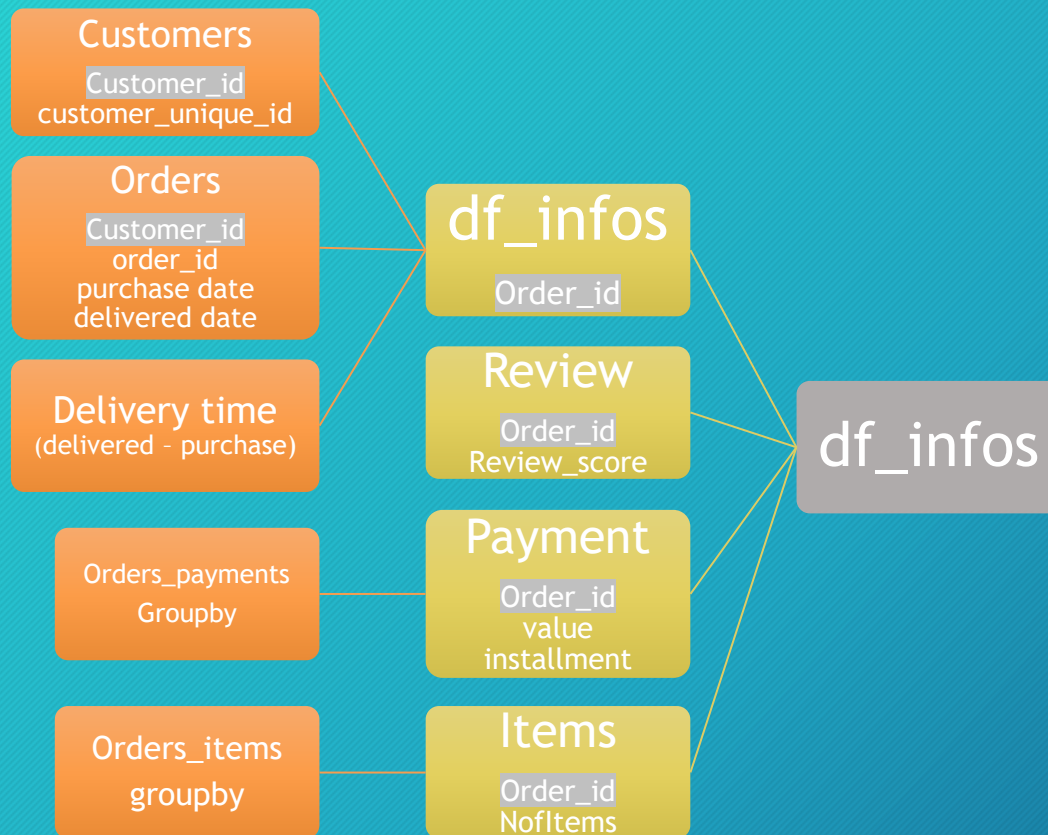 Customers
Customer_id
customer_unique_id
Orders
Customer_id
order_id
purchase date
delivered date
Delivery time
(delivered – purchase)
Orders_payments
Groupby
Orders_items
groupby
df_infos
Order_id
Review
Order_id
Review_score
Payment
Order_id
value
installment
Items
Order_id
NofItems
df_infos